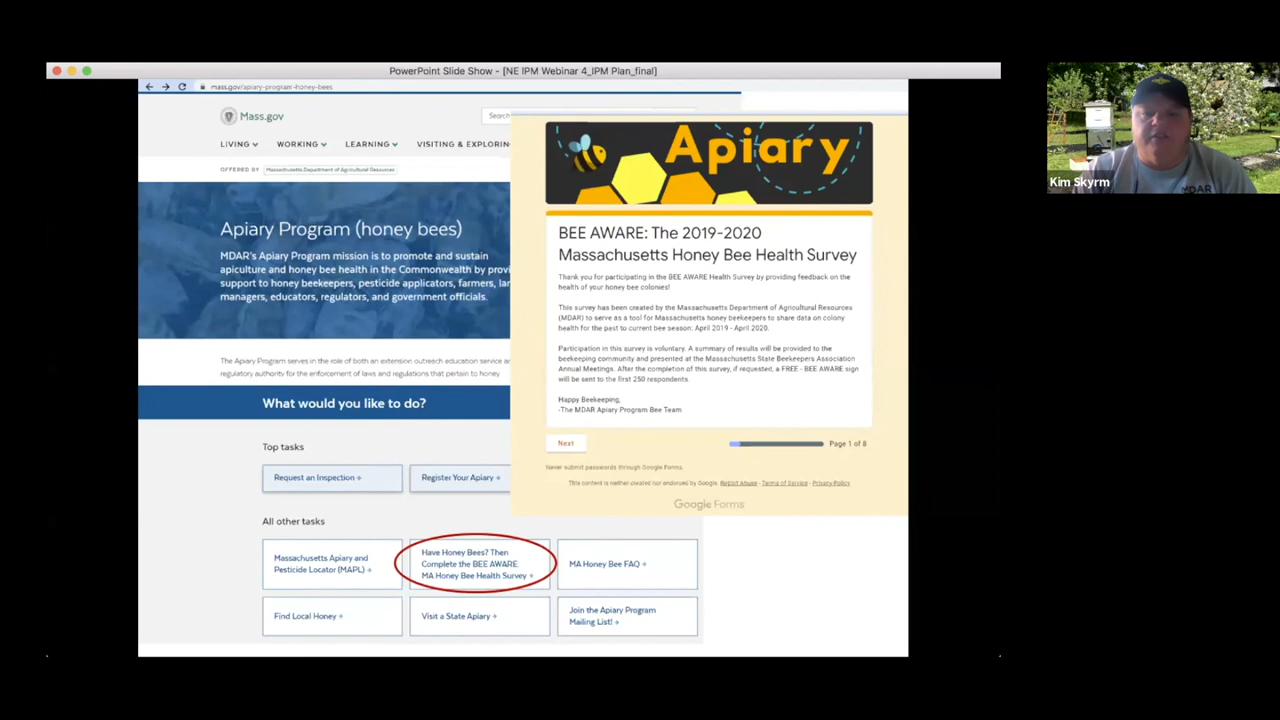 PowerPoint Slide Show - [NE IPM Webinar 4_IPM Plan_final]
mass.gov/apiary-program-honey-bees
Mass.gov
Search
LIVING
WORKING
LEARNING
VISITING & EXPLORIN
OFFERED BY
Massachusetts Department of Agricultural Resources
Apiary Program (honey bees)
MDAR's Apiary Program mission is to promote and sustain
apiculture and honey bee health in the Commonwealth by provi
support to honey beekeepers, pesticide applicators, farmers, lan
managers, educators, regulators, and government officials.
The Apiary Program serves in the role of both an extension outreach education service a
regulatory authority for the enforcement of laws and regulations that pertain to honey
What would you like to do?
Top tasks
Request an Inspection
Register Your Apiary
All other tasks
Massachusetts Apiary and
Pesticide Locator (MAPL)
Have Honey Bees? Then
Complete the BEE AWARE:
MA Honey Bee Health Survey
MA Honey Bee FAQ
Find Local Honey
Visit a State Apiary
Join the Apiary Program
Mailing List!
Apiary
BEE AWARE: The 2019-2020
Massachusetts Honey Bee Health Survey
Thank you for participating in the BEE AWARE Health Survey by providing feedback on the
health of your honey bee colonies!
This survey has been created by the Massachusetts Department of Agricultural Resources
(MDAR) to serve as a tool for Massachusetts honey beekeepers to share data on colony
health for the past to current bee season: April 2019 - April 2020.
Participation in this survey is voluntary. A summary of results will be provided to the
beekeeping community and presented at the Massachusetts State Beekeepers Association
Annual Meetings. After the completion of this survey, if requested, a FREE - BEE AWARE sign
will be sent to the first 250 respondents.
Happy Beekeeping,
-The MDAR Apiary Program Bee Team
Next
Page 1 of 8
Never submit passwords through Google Forms.
This content is neither created nor endorsed by Google. Report Abuse - Terms of Service - Privacy Policy
Google Forms
Kim Skyrm
MDAR